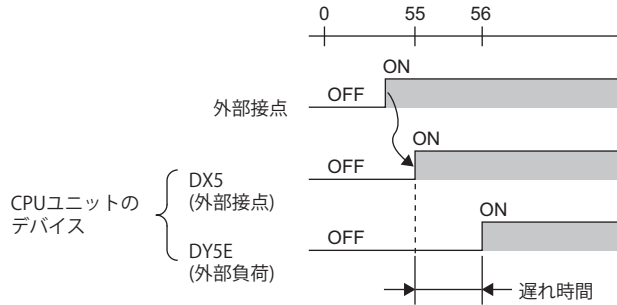 0 55 56
ON
OFF
外部接点
ON
DX5
OFF
(外部接点)
CPUユニットの
デバイス
ON
DY5E
OFF
(外部負荷)
遅れ時間